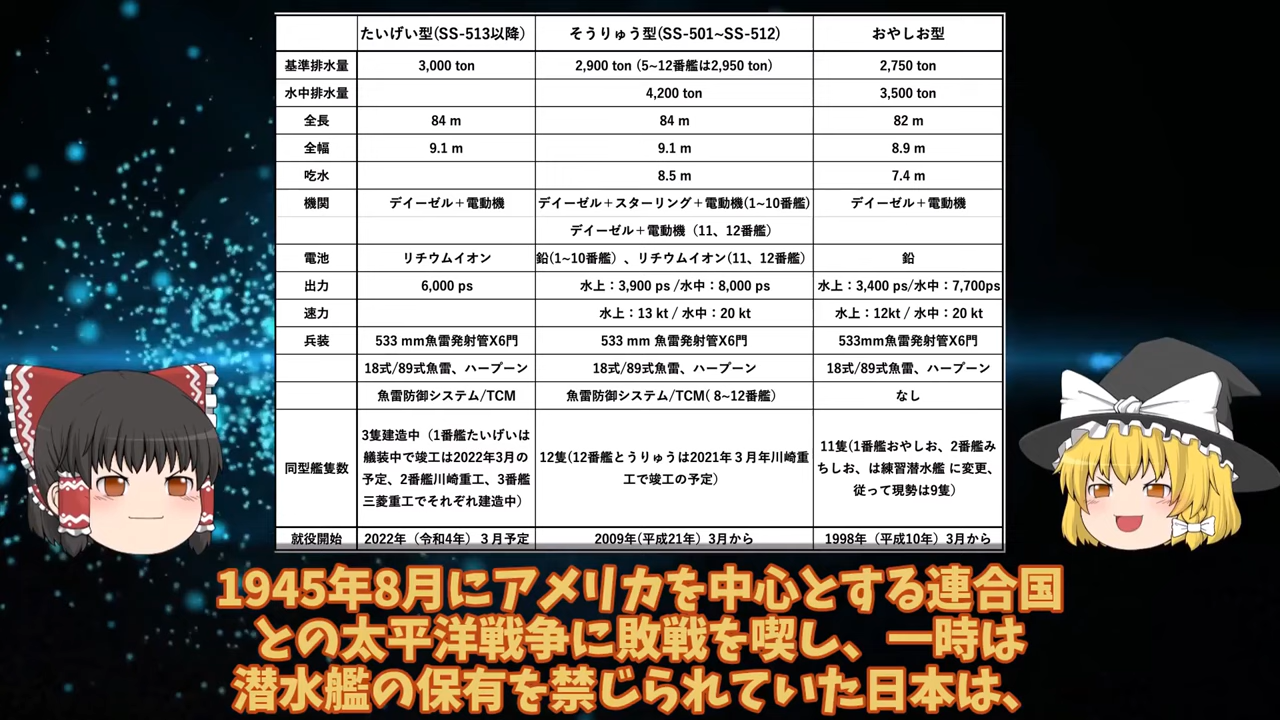 たいげい型(SS-513以降) そうりゅう型(SS-501~SS-512) おやしお型
基準排水量 3,000 ton 2,900 ton (5~12番艦は2,950 ton) 2,750 ton
水中排水量 4,200 ton 3,500 ton
全長 84 m 84 m 82 m
全幅 9.1 m 9.1 m 8.9 m
吃水 8.5 m 7.4 m
機関 デイーゼル＋電動機 デイーゼル＋スターリング＋電動機(1~10番艦) デイーゼル＋電動機
デイーゼル＋電動機（11、12番艦）
電池 リチウムイオン 鉛(1~10番艦）、リチウムイオン(11、12番艦） 鉛
出力 6,000 ps 水上：3,900 ps /水中：8,000 ps 水上：3,400 ps/水中：7,700ps
速力 水上：13 kt / 水中：20 kt 水上：12kt / 水中：20 kt
兵装 533 mm魚雷発射管X6門 533 mm 魚雷発射管X6門 533mm魚雷発射管X6門
18式/89式魚雷、ハープーン 18式/89式魚雷、ハープーン 18式/89式魚雷、ハープーン
魚雷防御システム/TCM 魚雷防御システム/TCM( 8~12番艦） なし
同型艦隻数
3隻建造中（1番艦たいげいは
艤装中で竣工は2022年3月の
予定、2番艦川崎重工、3番艦
三菱重工でそれぞれ建造中）
12隻(12番艦とうりゅうは2021年３月年川崎重
工で竣工の予定）
11隻(1番艦おやしお、2番艦み
ちしお、は練習潜水艦 に変更、
従って現勢は9隻）
就役開始 2022年（令和4年）３月予定 2009年(平成21年）3月から 1998年（平成10年）3月から
1945年8月にアメリカを中心とする連合国
との太平洋戦争に敗戦を喫し、一時は
潜水艦の保有を禁じられていた日本は、